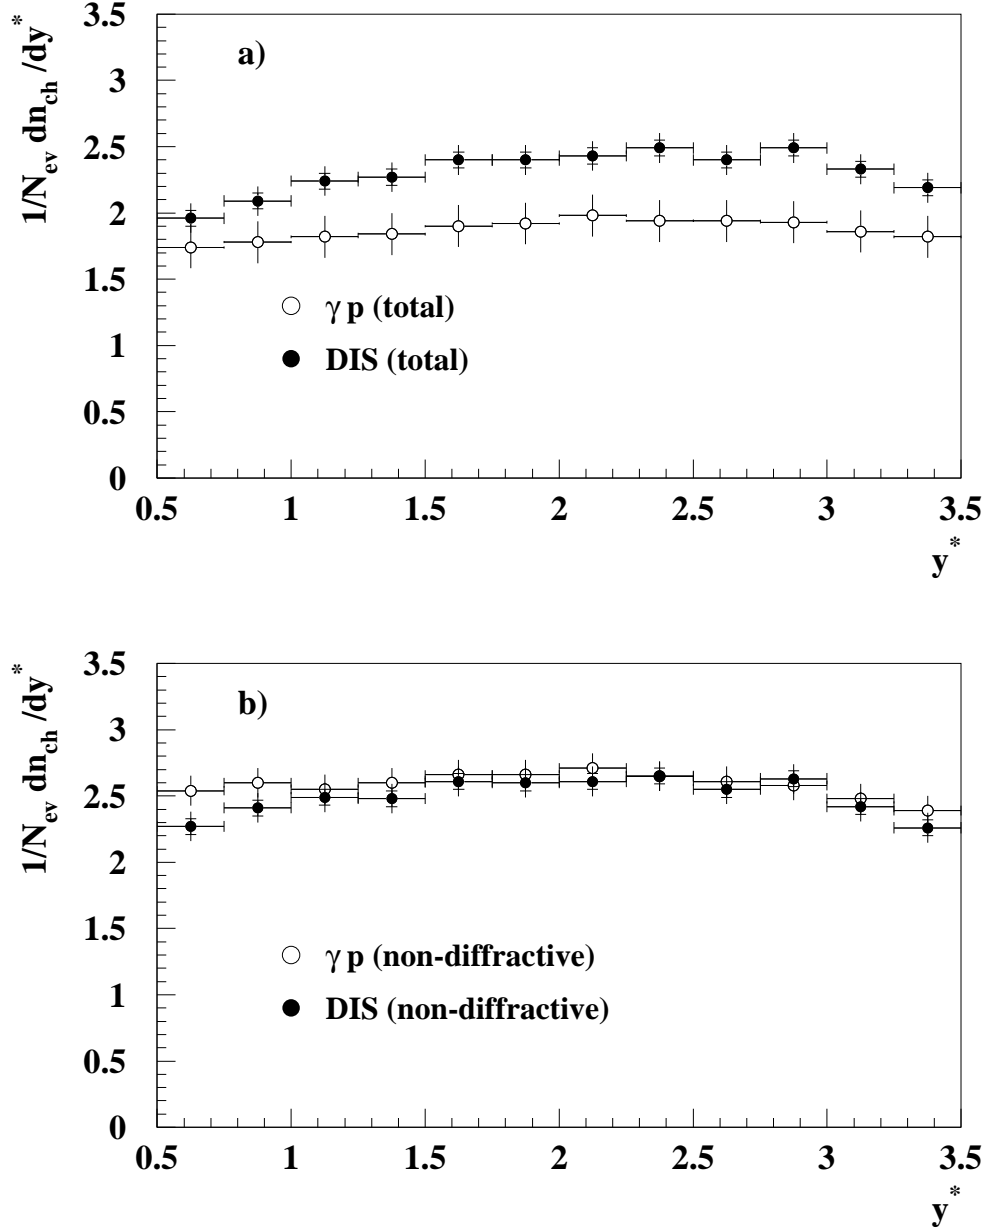 1/N_ev dn_ch /dy*
3.5
a)
3
2.5
2
1.5
γ p (total)
1
DIS (total)
0.5
0
0.5 1 1.5 2 2.5 3 3.5
y*
1/N_ev dn_ch /dy*
3.5
b)
3
2.5
2
1.5
γ p (non-diffractive)
1
DIS (non-diffractive)
0.5
0
0.5 1 1.5 2 2.5 3 3.5
y*